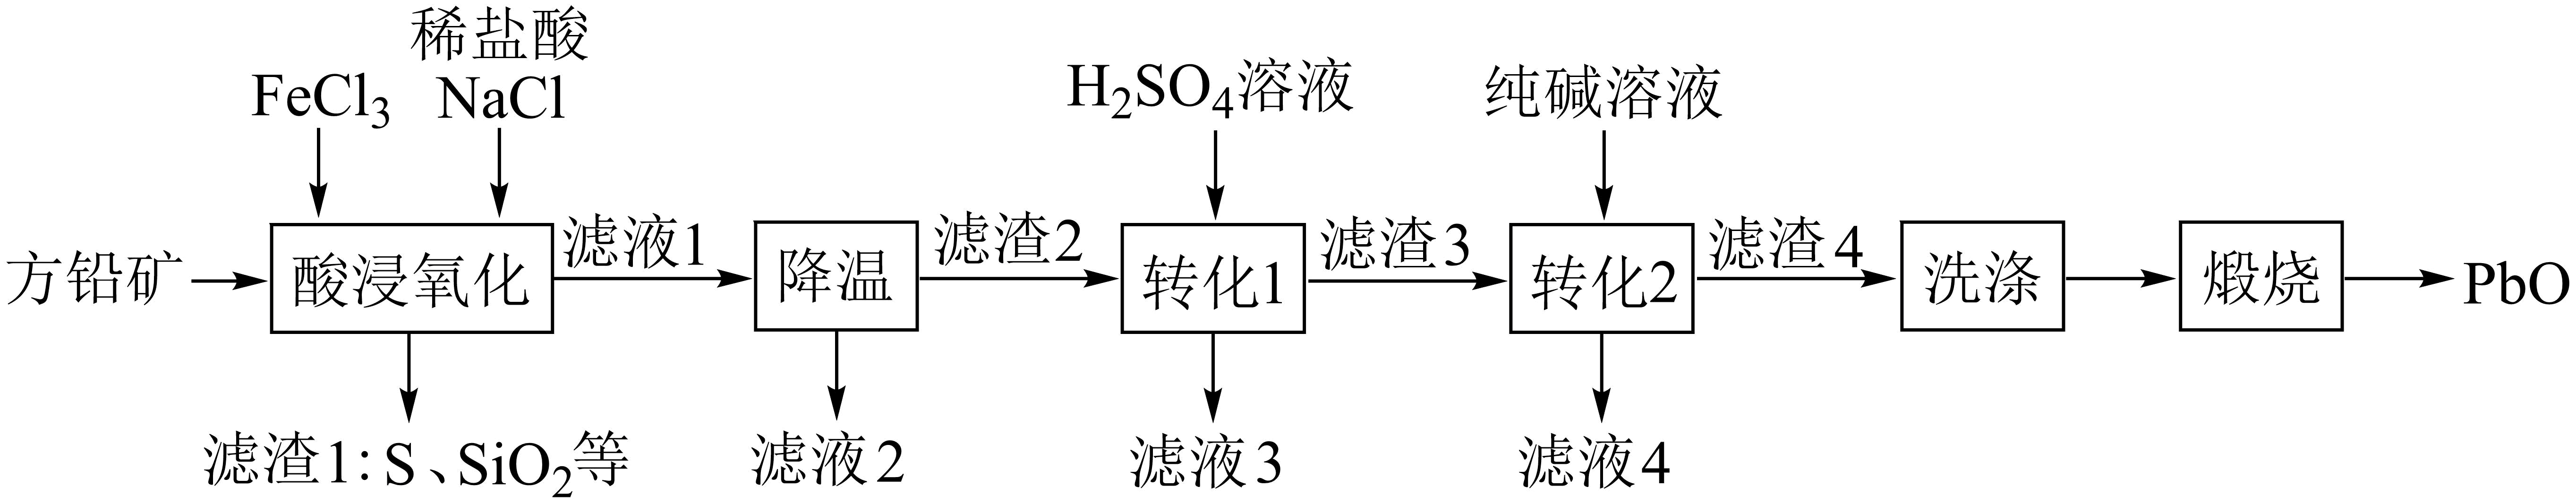 稀盐酸
FeCl₃ NaCl H₂SO₄溶液 纯碱溶液
方铅矿 酸浸氧化 滤液1 降温 滤渣2 转化1 滤渣3 转化2 滤渣4 洗涤 煅烧 PbO
滤渣1:S、SiO₂等 滤液2 滤液3 滤液4